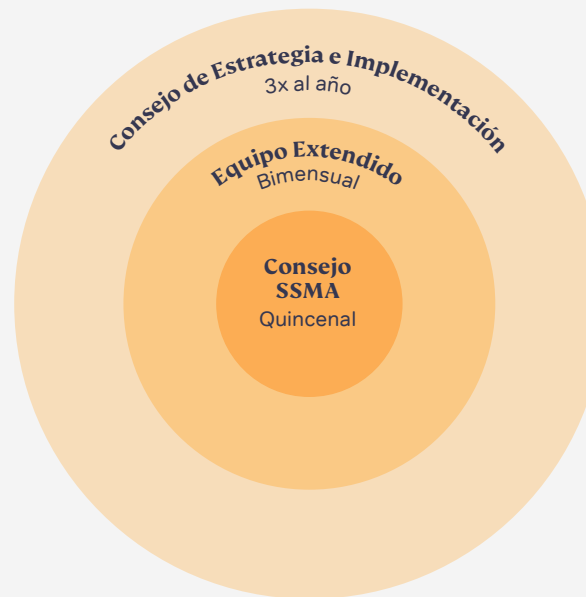 Consejo de Estrategia e Implementación
3x al año
Equipo Extendido
Bimensual
Consejo
SSMA
Quincenal